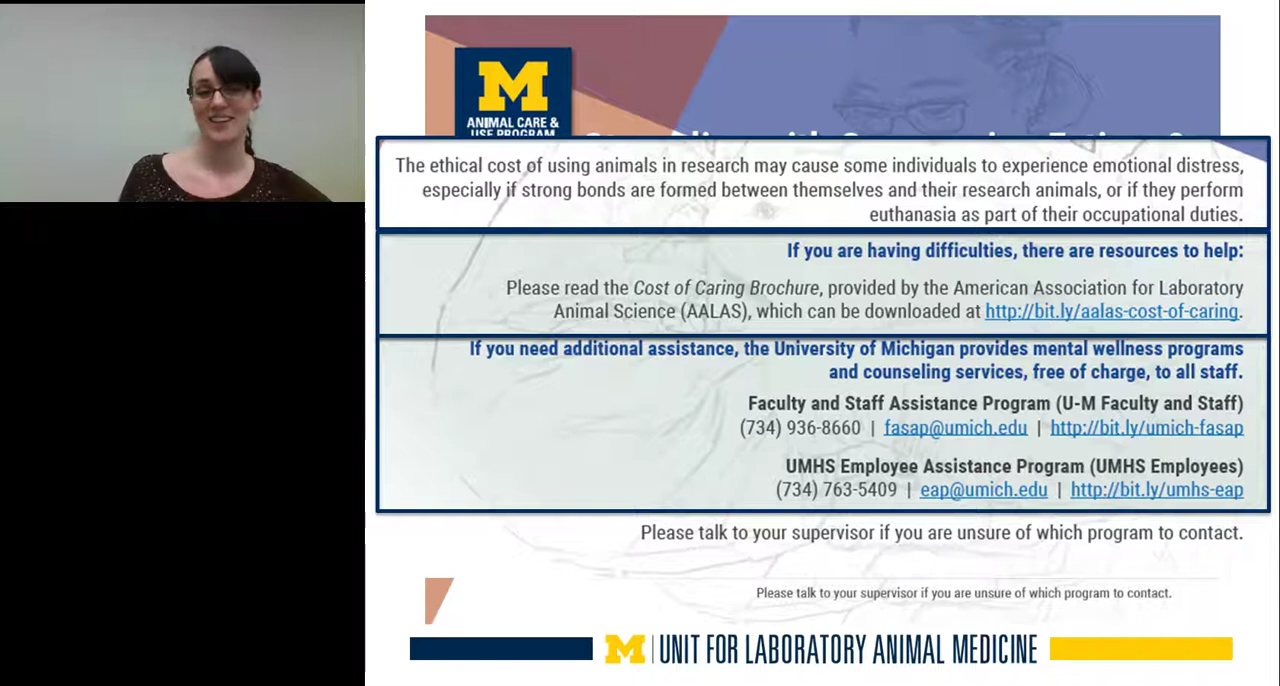 M
ANIMAL CARE &
USE PROGRAM
The ethical cost of using animals in research may cause some individuals to experience emotional distress,
especially if strong bonds are formed between themselves and their research animals, or if they perform
euthanasia as part of their occupational duties.
If you are having difficulties, there are resources to help:
Please read the Cost of Caring Brochure, provided by the American Association for Laboratory
Animal Science (AALAS), which can be downloaded at http://bit.ly/aalas-cost-of-caring.
If you need additional assistance, the University of Michigan provides mental wellness programs
and counseling services, free of charge, to all staff.
Faculty and Staff Assistance Program (U-M Faculty and Staff)
(734) 936-8660 | fasap@umich.edu | http://bit.ly/umich-fasap
UMHS Employee Assistance Program (UMHS Employees)
(734) 763-5409 | eap@umich.edu | http://bit.ly/umhs-eap
Please talk to your supervisor if you are unsure of which program to contact.
Please talk to your supervisor if you are unsure of which program to contact.
M | UNIT FOR LABORATORY ANIMAL MEDICINE